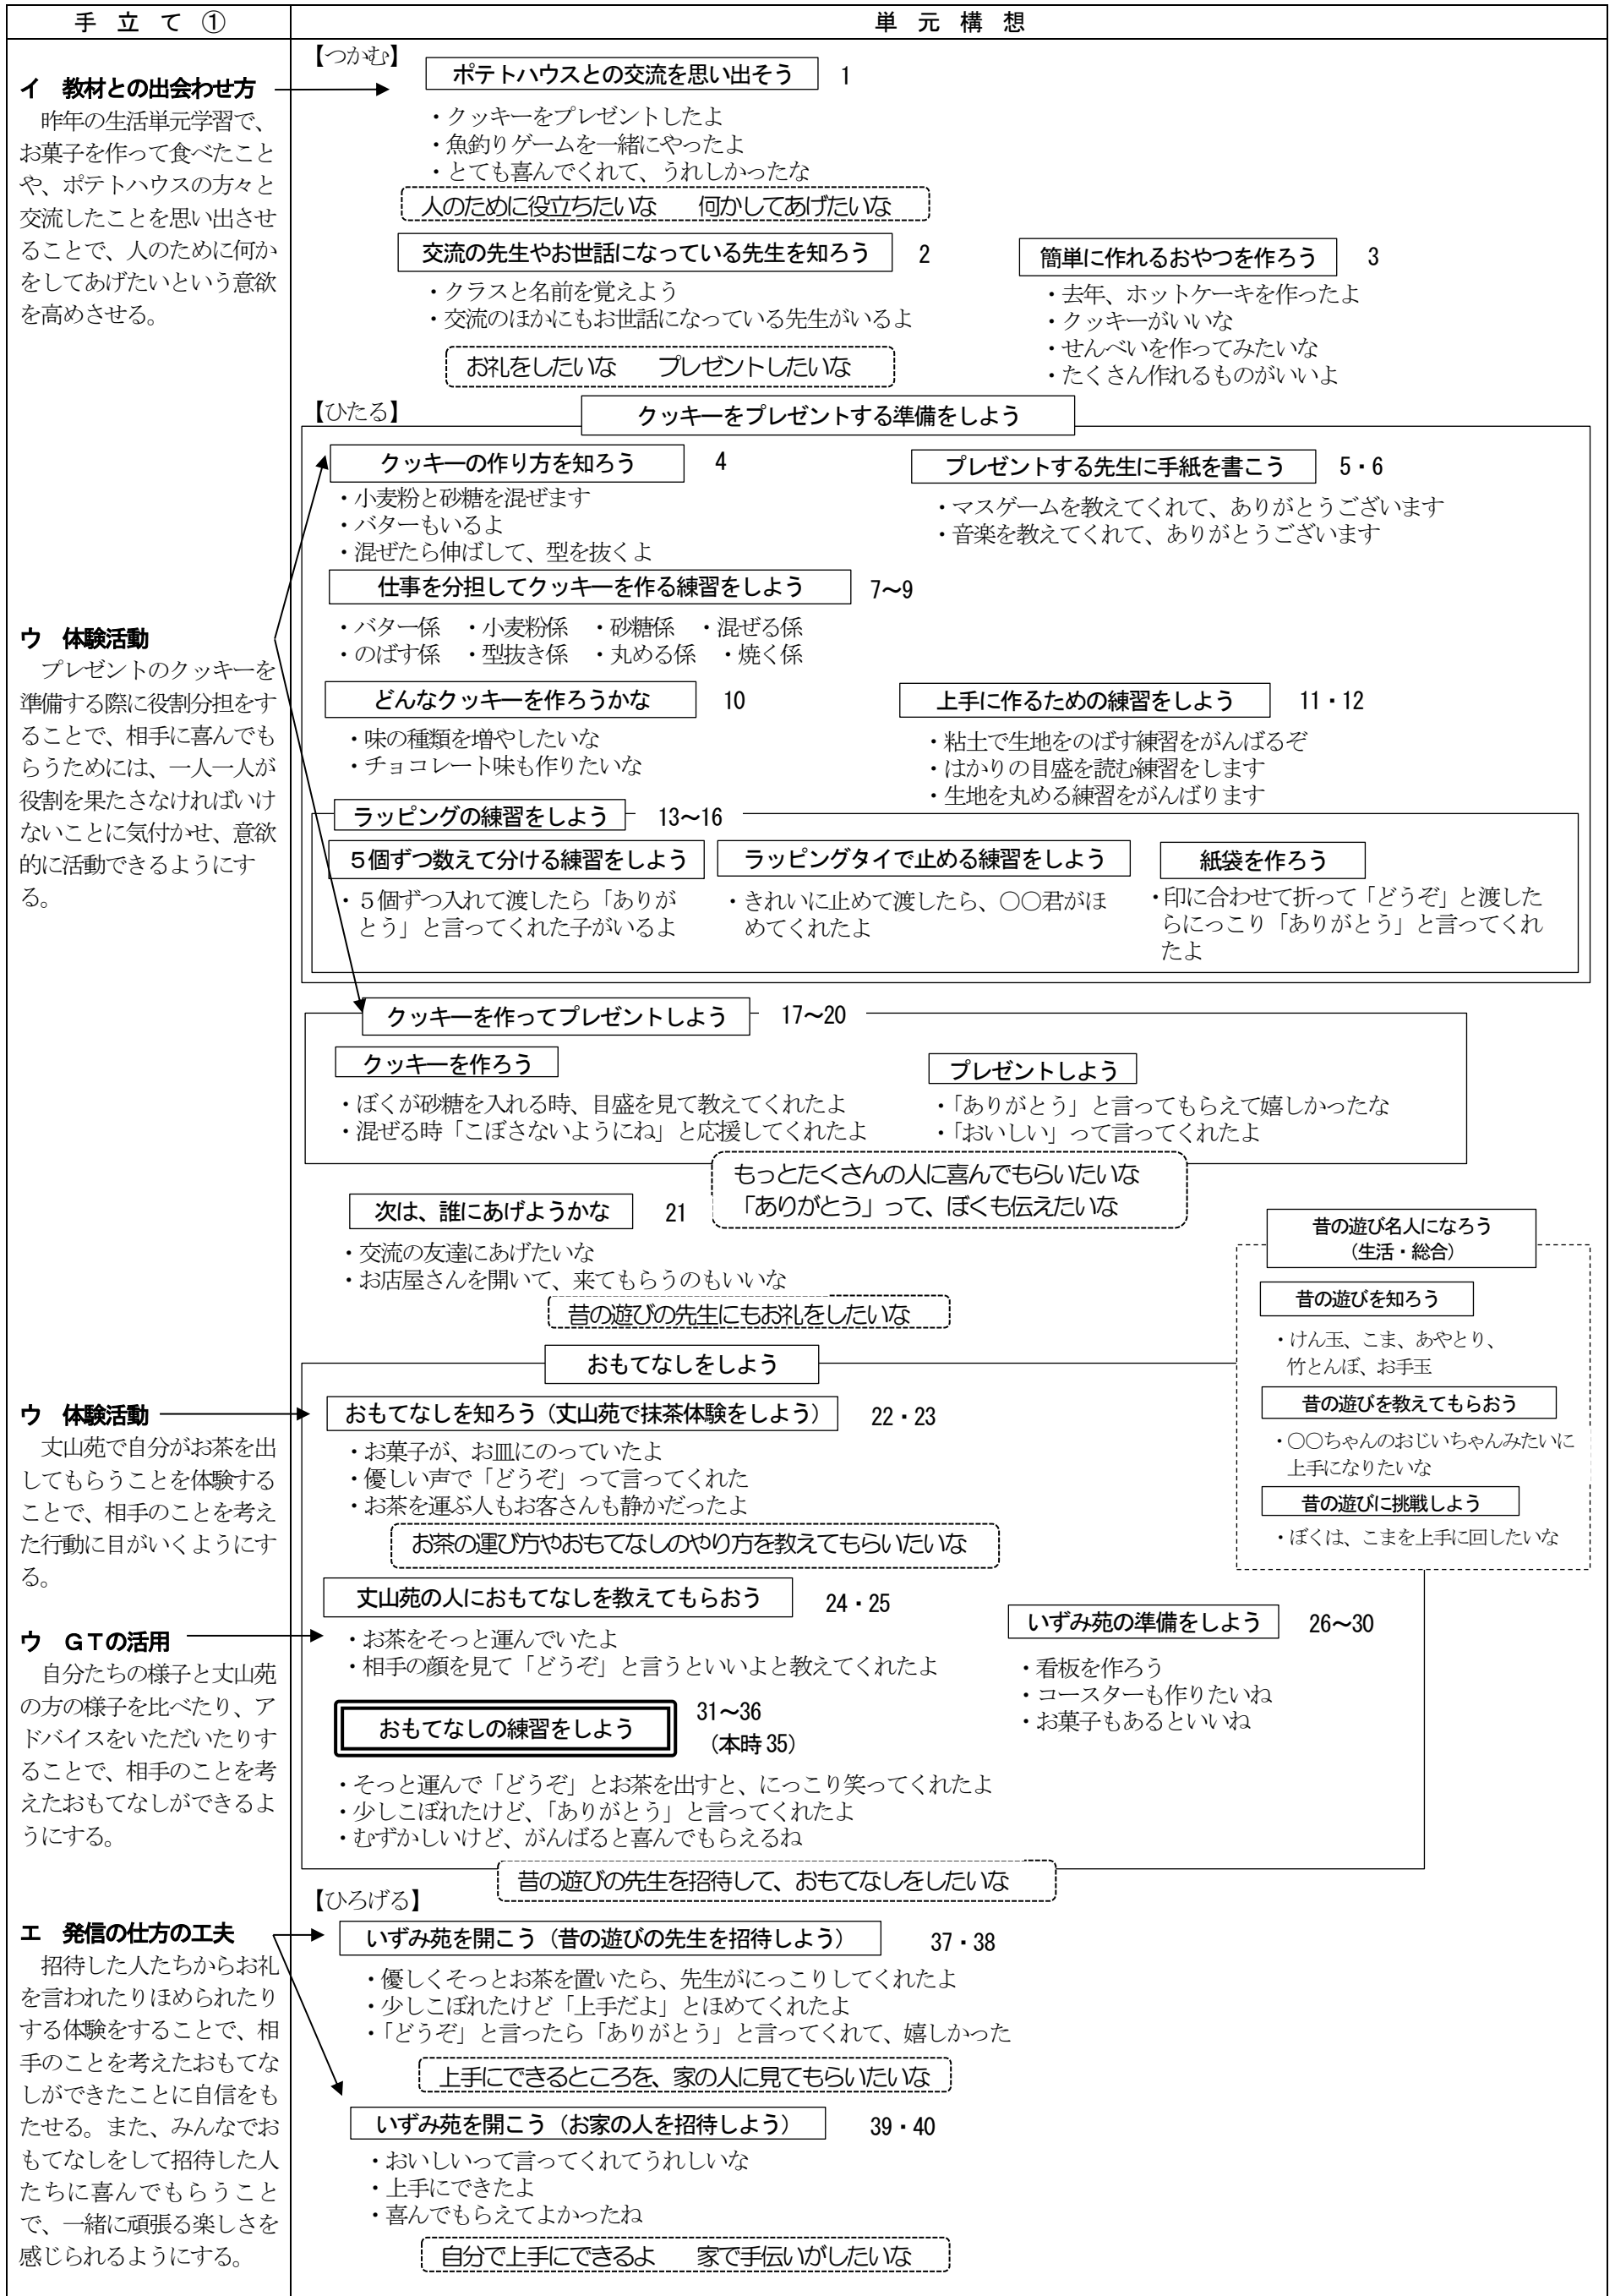 手立て①
単元構想
イ　教材との出会わせ方
昨年の生活単元学習で、
お菓子を作って食べたこと
や、ポテトハウスの方々と
交流したことを思い出させ
ることで、人のために何か
をしてあげたいという意欲
を高めさせる。
ウ　体験活動
プレゼントのクッキーを
準備する際に役割分担をす
ることで、相手に喜んでも
らうためには、一人一人が
役割を果たさなければいけ
ないことに気付かせ、意欲
的に活動できるようにす
る。
ウ　体験活動
丈山苑で自分がお茶を出
してもらうことを体験する
ことで、相手のことを考え
た行動に目がいくようにす
る。
ウ　ＧＴの活用
自分たちの様子と丈山苑
の方の様子を比べたり、ア
ドバイスをいただいたりす
ることで、相手のことを考
えたおもてなしができるよ
うにする。
エ　発信の仕方の工夫
招待した人たちからお礼
を言われたりほめられたり
する体験をすることで、相
手のことを考えたおもてな
しができたことに自信をも
たせる。また、みんなでお
もてなしをして招待した人
たちに喜んでもらうこと
で、一緒に頑張る楽しさを
感じられるようにする。
【つかむ】
ポテトハウスとの交流を思い出そう　1
・クッキーをプレゼントしたよ
・魚釣りゲームを一緒にやったよ
・とても喜んでくれて、うれしかったな
人のために役立ちたいな　何かしてあげたいな
交流の先生やお世話になっている先生を知ろう　2
・クラスと名前を覚えよう
・交流のほかにもお世話になっている先生がいるよ
お礼をしたいな　プレゼントしたいな
簡単に作れるおやつを作ろう　3
・去年、ホットケーキを作ったよ
・クッキーがいいな
・せんべいを作ってみたいな
・たくさん作れるものがいいよ
【ひたる】
クッキーをプレゼントする準備をしよう
クッキーの作り方を知ろう　4
・小麦粉と砂糖を混ぜます
・バターもいるよ
・混ぜたら伸ばして、型を抜くよ
プレゼントする先生に手紙を書こう　5・6
・マスゲームを教えてくれて、ありがとうございます
・音楽を教えてくれて、ありがとうございます
仕事を分担してクッキーを作る練習をしよう　7～9
・バター係　・小麦粉係　・砂糖係　・混ぜる係
・のばす係　・型抜き係　・丸める係　・焼く係
どんなクッキーを作ろうかな　10
・味の種類を増やしたいな
・チョコレート味も作りたいな
上手に作るための練習をしよう　11・12
・粘土で生地をのばす練習をがんばるぞ
・はかりの目盛を読む練習をします
・生地を丸める練習をがんばります
ラッピングの練習をしよう　13～16
５個ずつ数えて分ける練習をしよう
・５個ずつ入れて渡したら「ありが
とう」と言ってくれた子がいるよ
ラッピングタイで止める練習をしよう
・きれいに止めて渡したら、○○君がほ
めてくれたよ
紙袋を作ろう
・印に合わせて折って「どうぞ」と渡した
らにっこり「ありがとう」と言ってくれ
たよ
クッキーを作ってプレゼントしよう　17～20
クッキーを作ろう
・ぼくが砂糖を入れる時、目盛を見て教えてくれたよ
・混ぜる時「こぼさないようにね」と応援してくれたよ
プレゼントしよう
・「ありがとう」と言ってもらえて嬉しかったな
・「おいしい」って言ってくれたよ
もっとたくさんの人に喜んでもらいたいな
「ありがとう」って、ぼくも伝えたいな
次は、誰にあげようかな　21
・交流の友達にあげたいな
・お店屋さんを開いて、来てもらうのもいいな
昔の遊びの先生にもお礼をしたいな
昔の遊び名人になろう
（生活・総合）
昔の遊びを知ろう
・けん玉、こま、あやとり、
竹とんぼ、お手玉
昔の遊びを教えてもらおう
・○○ちゃんのおじいちゃんみたいに
上手になりたいな
昔の遊びに挑戦しよう
・ぼくは、こまを上手に回したいな
おもてなしをしよう
おもてなしを知ろう（丈山苑で抹茶体験をしよう）　22・23
・お菓子が、お皿にのっていたよ
・優しい声で「どうぞ」って言ってくれた
・お茶を運ぶ人もお客さんも静かだったよ
お茶の運び方やおもてなしのやり方を教えてもらいたいな
丈山苑の人におもてなしを教えてもらおう　24・25
・お茶をそっと運んでいたよ
・相手の顔を見て「どうぞ」と言うといいよと教えてくれたよ
いずみ苑の準備をしよう　26～30
・看板を作ろう
・コースターも作りたいね
・お菓子もあるといいね
おもてなしの練習をしよう　31～36
（本時35）
・そっと運んで「どうぞ」とお茶を出すと、にっこり笑ってくれたよ
・少しこぼれたけど、「ありがとう」と言ってくれたよ
・むずかしいけど、がんばると喜んでもらえるね
昔の遊びの先生を招待して、おもてなしをしたいな
【ひろげる】
いずみ苑を開こう（昔の遊びの先生を招待しよう）　37・38
・優しくそっとお茶を置いたら、先生がにっこりしてくれたよ
・少しこぼれたけど「上手だよ」とほめてくれたよ
・「どうぞ」と言ったら「ありがとう」と言ってくれて、嬉しかった
上手にできるところを、家の人に見てもらいたいな
いずみ苑を開こう（お家の人を招待しよう）　39・40
・おいしいって言ってくれてうれしいな
・上手にできたよ
・喜んでもらえてよかったね
自分で上手にできるよ　家で手伝いがしたいな